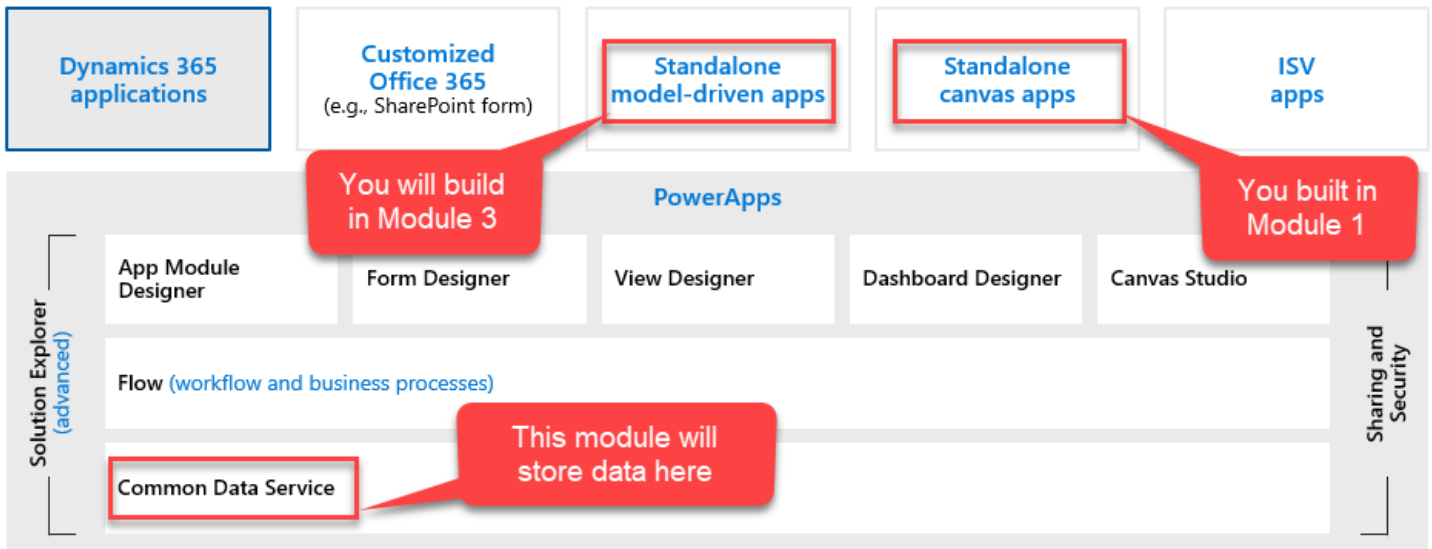 Dynamics 365
applications
Customized
Office 365
(e.g., SharePoint form)
Standalone
model-driven apps
Standalone
canvas apps
ISV
apps
You will build
in Module 3
PowerApps
You built in
Module 1
Solution Explorer
(advanced)
App Module
Designer
Form Designer
View Designer
Dashboard Designer
Canvas Studio
Flow (workflow and business processes)
This module will
store data here
Common Data Service
Sharing and
Security